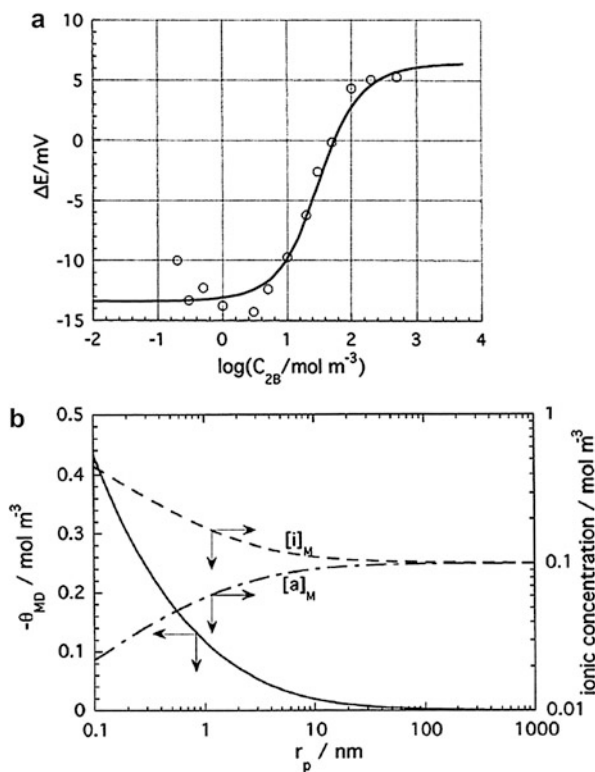 a
10
5
0
-5
-10
-15
ΔE/mV
-2 -1 0 1 2 3 4
log(C2B/mol m-3)
b
0.5
0.4
0.3
0.2
0.1
0
-θMD / mol m-3
1
0.1
0.01
ionic concentration / mol m-3
[i]M
[a]M
0.1 1 10 100 1000
rp / nm